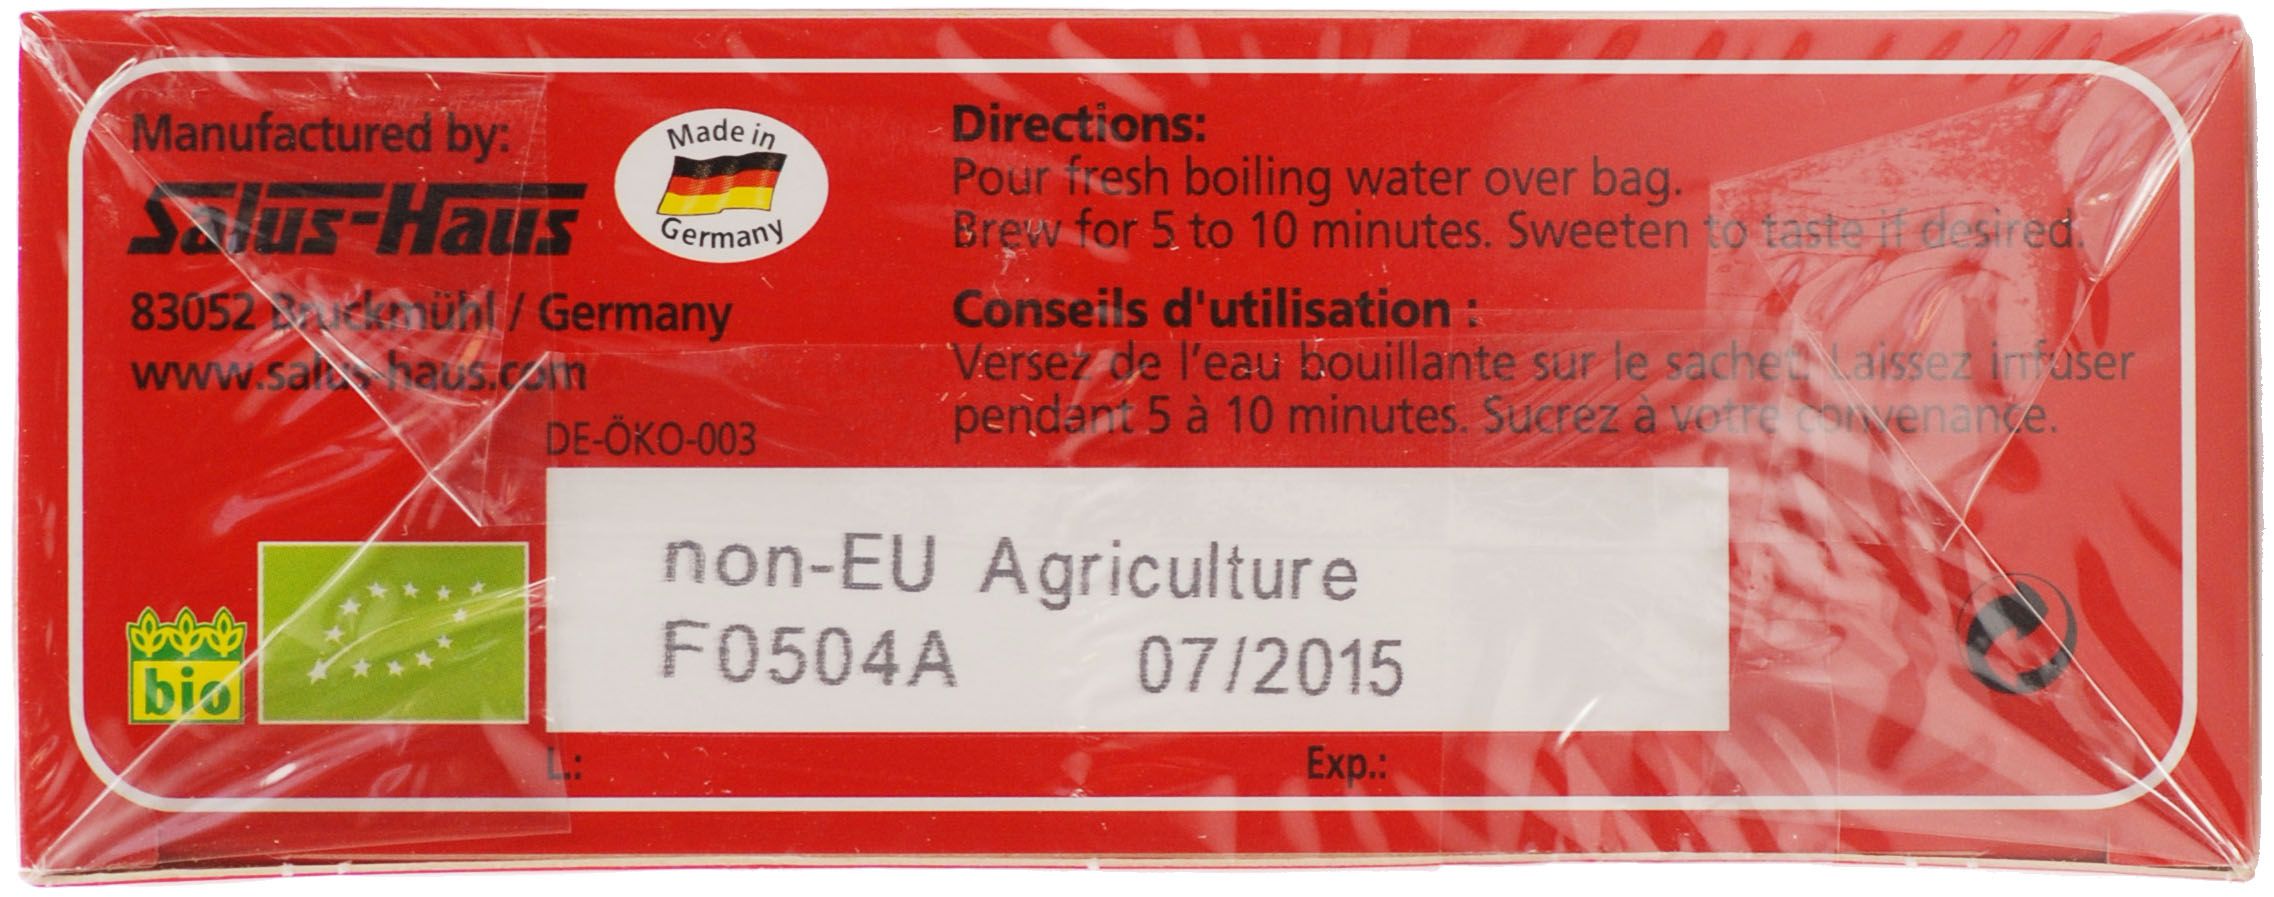 Manufactured by:
Salus-Haus
83052 Bruckmühl / Germany
www.salus-haus.com
Made in
Germany
Directions:
Pour fresh boiling water over bag.
Brew for 5 to 10 minutes. Sweeten to taste if desired.
Conseils d'utilisation :
Versez de l’eau bouillante sur le sachet. Laissez infuser
pendant 5 à 10 minutes. Sucrez à votre convenance.
DE-ÖKO-003
bio
non-EU Agriculture
F0504A 07/2015
L.: Exp.: